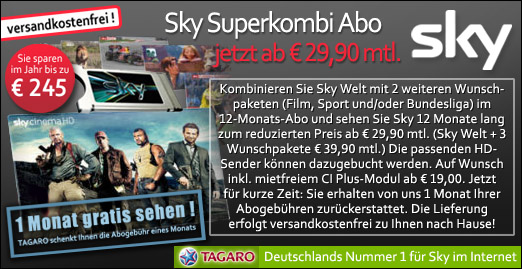 versandkostenfrei !
Sky Superkombi Abo
jetzt ab € 29,90 mtl.
sky
Sie sparen
im Jahr bis zu
€ 245
sky cinema HD
1 Monat gratis sehen !
TAGARO schenkt Ihnen die Abogebühr eines Monats
Kombinieren Sie Sky Welt mit 2 weiteren Wunsch-
paketen (Film, Sport und/oder Bundesliga) im
12-Monats-Abo und sehen Sie Sky 12 Monate lang
zum reduzierten Preis ab € 29,90 mtl. (Sky Welt + 3
Wunschpakete € 39,90 mtl.) Die passenden HD-
Sender können dazugebucht werden. Auf Wunsch
inkl. mietfreiem CI Plus-Modul ab € 19,00. Jetzt
für kurze Zeit: Sie erhalten von uns 1 Monat Ihrer
Abogebühren zurückerstattet. Die Lieferung
erfolgt versandkostenfrei zu Ihnen nach Hause!
TAGARO Deutschlands Nummer 1 für Sky im Internet